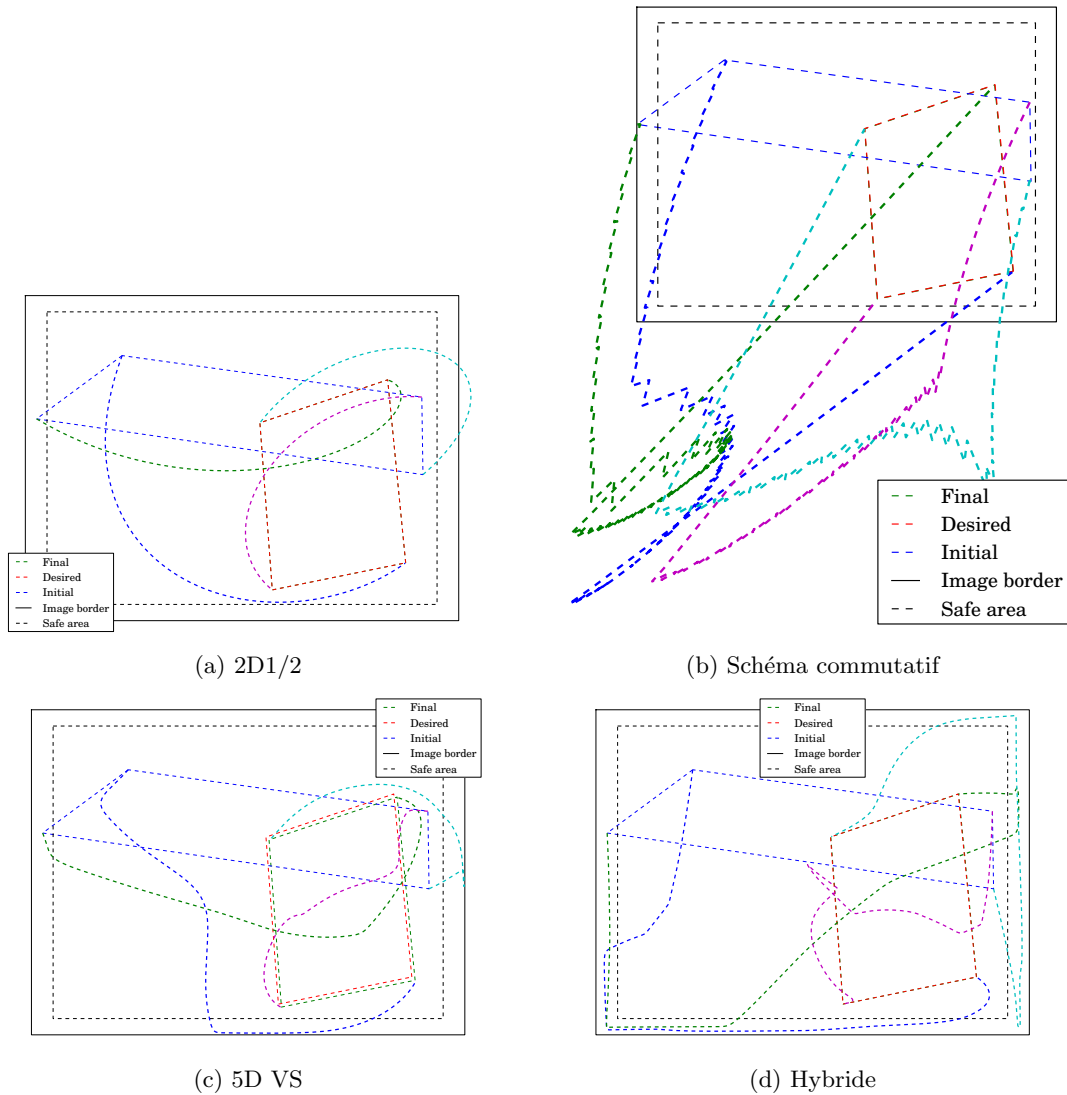 Final
Desired
Initial
Image border
Safe area
(a) 2D1/2
Final
Desired
Initial
Image border
Safe area
(b) Schéma commutatif
Final
Desired
Initial
Image border
Safe area
(c) 5D VS
Final
Desired
Initial
Image border
Safe area
(d) Hybride